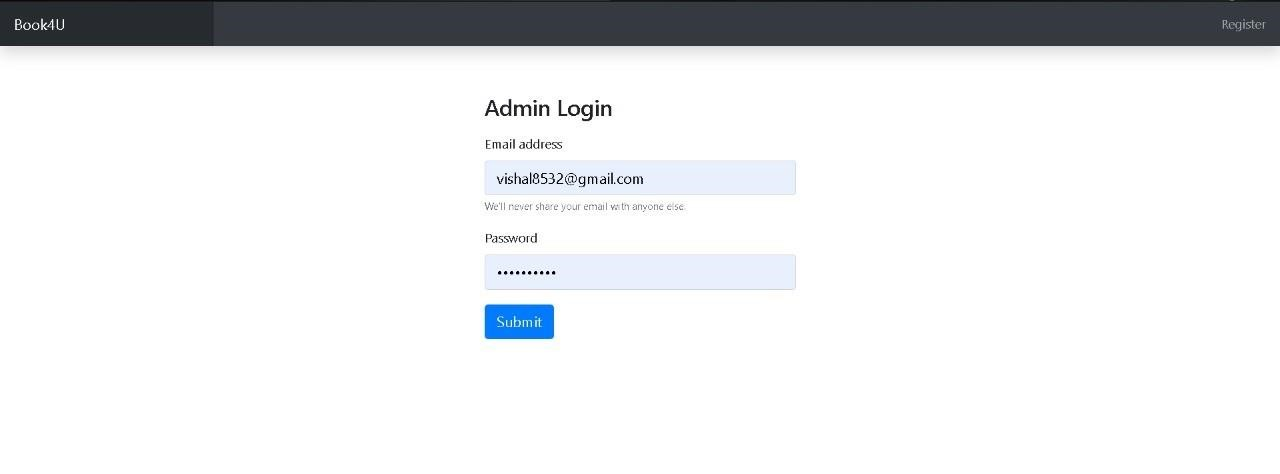 Book4U
Register
Admin Login
Email address
vishal8532@gmail.com
We'll never share your email with anyone else.
Password
••••••••••
Submit